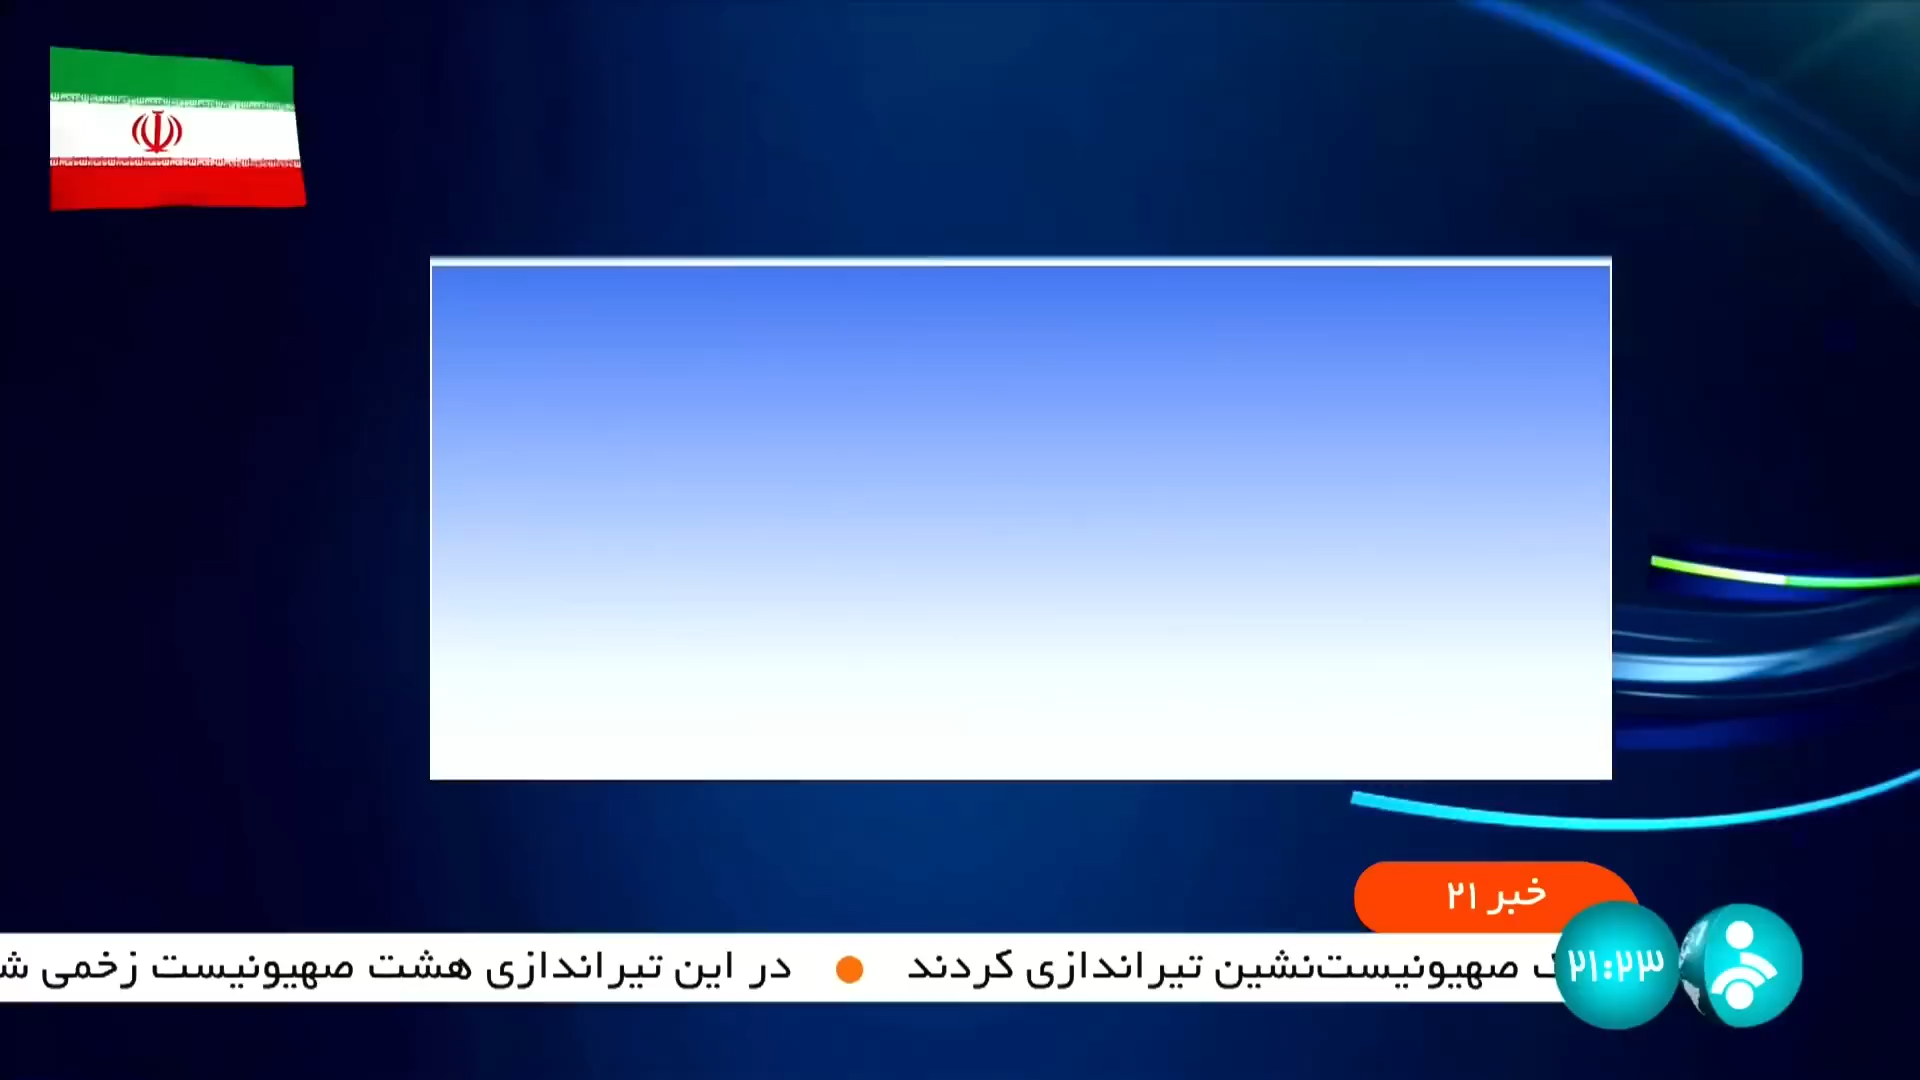 خبر ۲۱
صهیونیست‌نشین تیراندازی کردند ● در این تیراندازی هشت صهیونیست زخمی
۲۱:۲۳